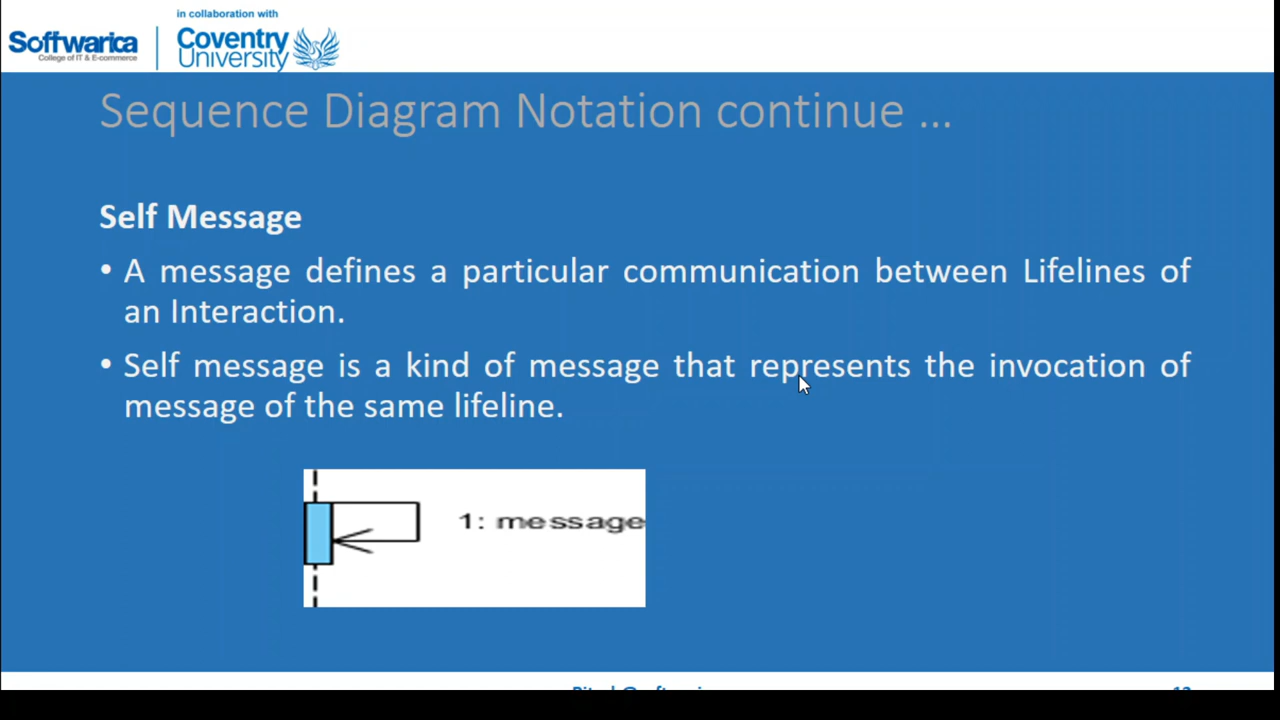 in collaboration with
Softwarica
College of IT & E-commerce
Coventry
University
Sequence Diagram Notation continue ...
Self Message
• A message defines a particular communication between Lifelines of
an Interaction.
• Self message is a kind of message that represents the invocation of
message of the same lifeline.
1: message